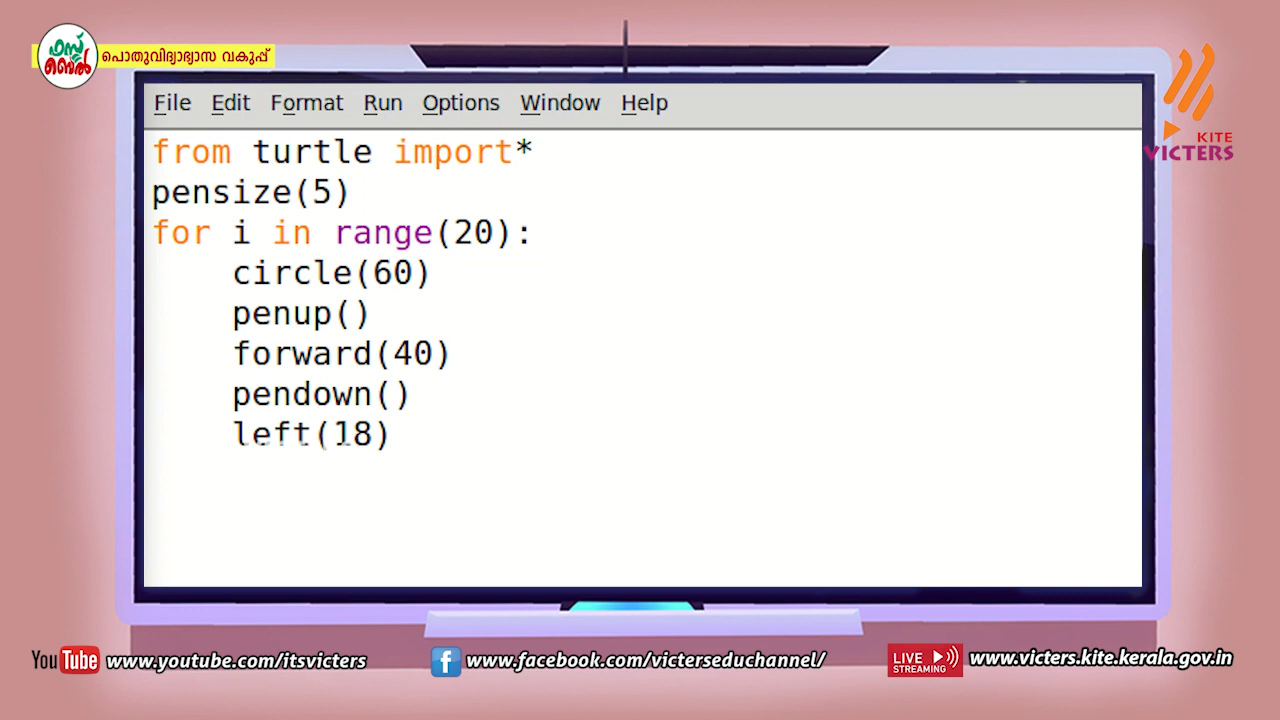 ഫസ്റ്റ്
ബെൽ
പൊതുവിദ്യാഭ്യാസ വകുപ്പ്
KITE
VICTERS
File Edit Format Run Options Window Help
from turtle import*
pensize(5)
for i in range(20):
    circle(60)
    penup()
    forward(40)
    pendown()
    left(18)
YouTube www.youtube.com/itsvicters
f www.facebook.com/victerseduchannel/
LIVE STREAMING www.victers.kite.kerala.gov.in